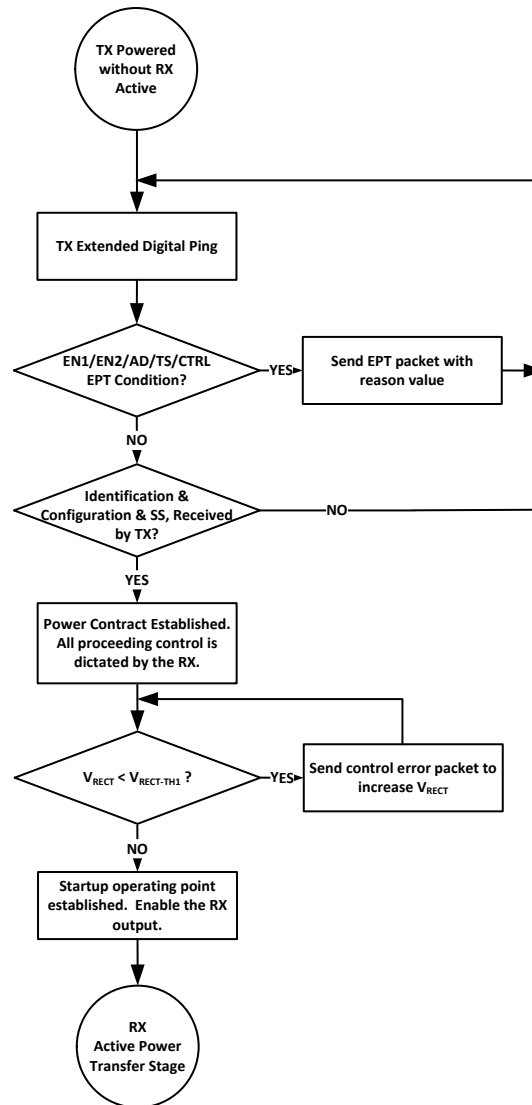 TX Powered
without RX
Active
TX Extended Digital Ping
EN1/EN2/AD/TS/CTRL
EPT Condition?
YES
Send EPT packet with
reason value
NO
Identification &
Configuration & SS, Received
by TX?
NO
YES
Power Contract Established.
All proceeding control is
dictated by the RX.
VRECT < VRECT-TH1 ?
YES
Send control error packet to
increase VRECT
NO
Startup operating point
established. Enable the RX
output.
RX
Active Power
Transfer Stage